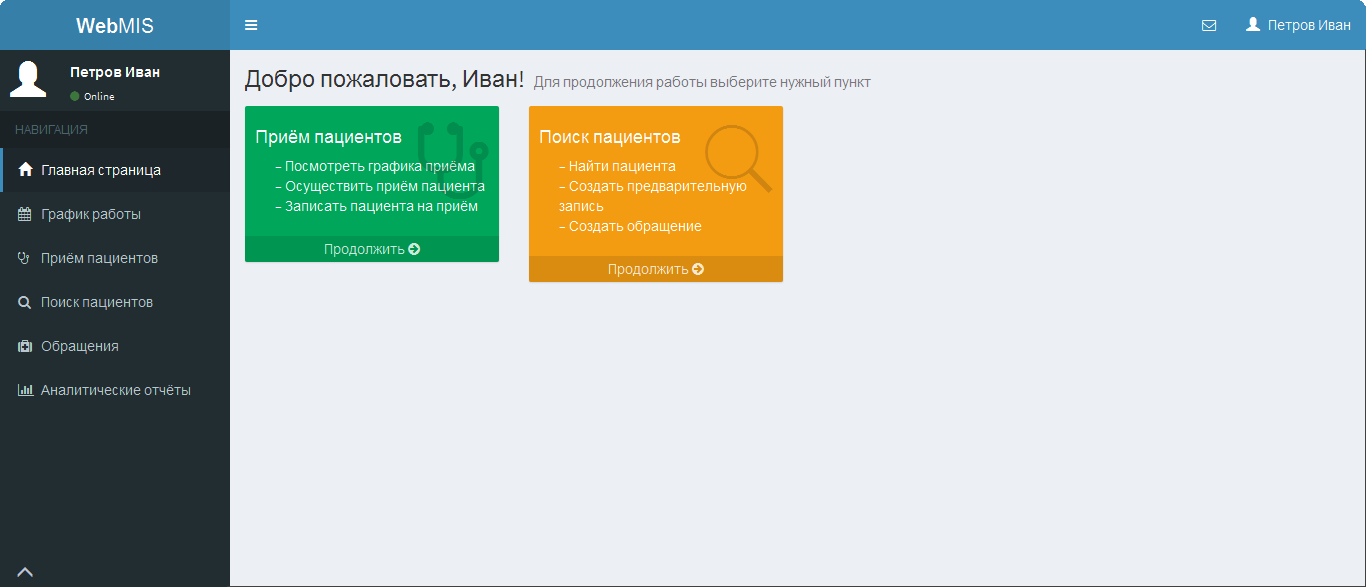 WebMIS
Петров Иван
Петров Иван
Online
НАВИГАЦИЯ
Главная страница
График работы
Приём пациентов
Поиск пациентов
Обращения
Аналитические отчёты
Добро пожаловать, Иван! Для продолжения работы выберите нужный пункт
Приём пациентов
– Посмотреть графика приёма
– Осуществить приём пациента
– Записать пациента на приём
Продолжить
Поиск пациентов
– Найти пациента
– Создать предварительную
запись
– Создать обращение
Продолжить